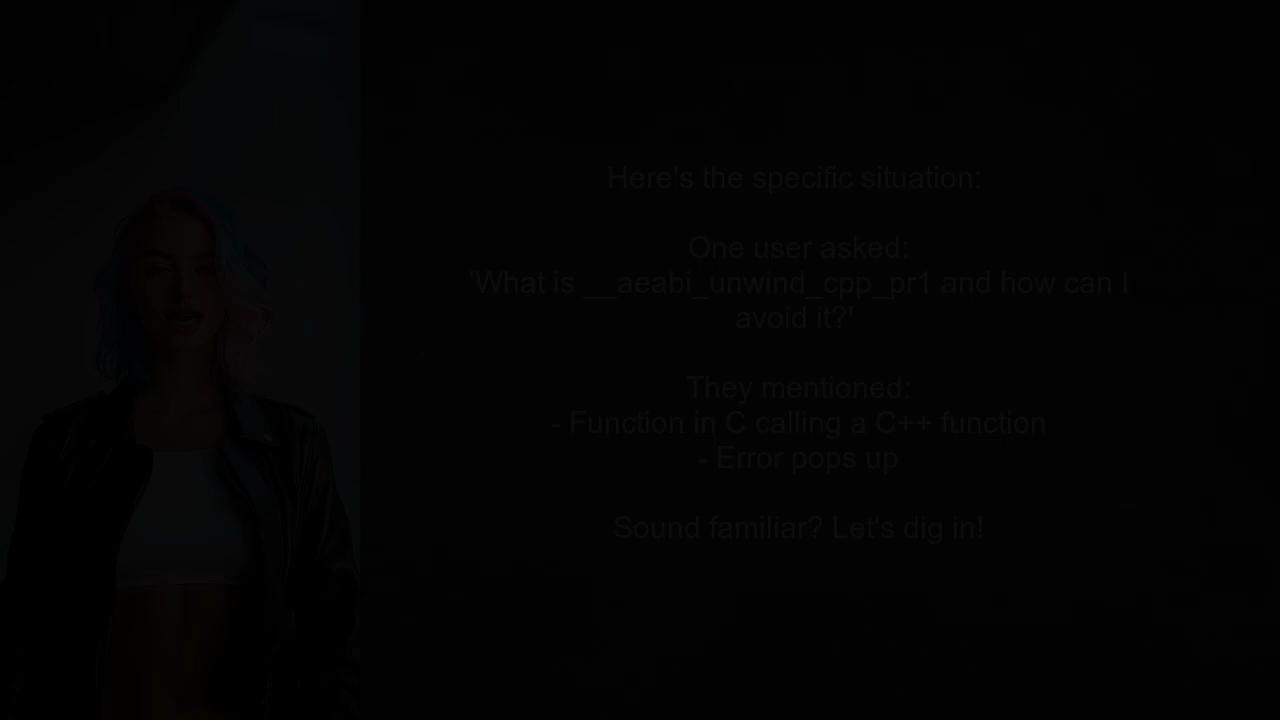 Here's the specific situation:
One user asked:
'What is __aeabi_unwind_cpp_pr1 and how can I
avoid it?'
They mentioned:
- Function in C calling a C++ function
- Error pops up
Sound familiar? Let's dig in!